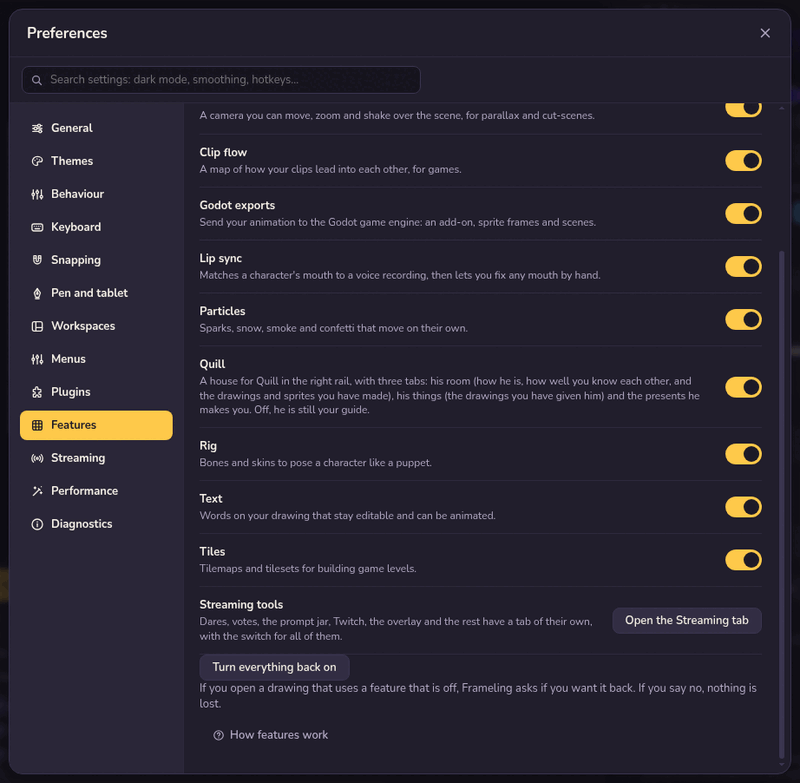 Preferences
Search settings: dark mode, smoothing, hotkeys...
General
Themes
Behaviour
Keyboard
Snapping
Pen and tablet
Workspaces
Menus
Plugins
Features
Streaming
Performance
Diagnostics
A camera you can move, zoom and shake over the scene, for parallax and cut-scenes.
Clip flow
A map of how your clips lead into each other, for games.
Godot exports
Send your animation to the Godot game engine: an add-on, sprite frames and scenes.
Lip sync
Matches a character's mouth to a voice recording, then lets you fix any mouth by hand.
Particles
Sparks, snow, smoke and confetti that move on their own.
Quill
A house for Quill in the right rail, with three tabs: his room (how he is, how well you know each other, and
the drawings and sprites you have made), his things (the drawings you have given him) and the presents he
makes you. Off, he is still your guide.
Rig
Bones and skins to pose a character like a puppet.
Text
Words on your drawing that stay editable and can be animated.
Tiles
Tilemaps and tilesets for building game levels.
Streaming tools
Dares, votes, the prompt jar, Twitch, the overlay and the rest have a tab of their own,
with the switch for all of them.
Open the Streaming tab
Turn everything back on
If you open a drawing that uses a feature that is off, Frameling asks if you want it back. If you say no, nothing is
lost.
How features work